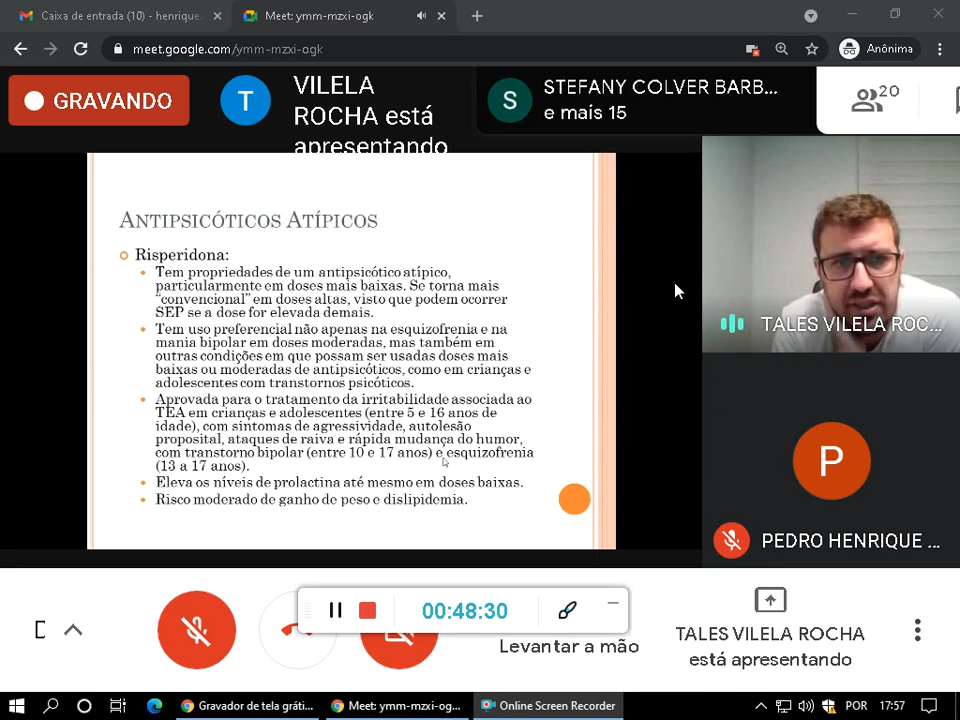 Caixa de entrada (10) - henrique.
Meet: ymm-mzxi-ogk
meet.google.com/ymm-mzxi-ogk
Anônima
GRAVANDO
T
VILELA
ROCHA está
apresentando
S
STEFANY COLVER BARB...
e mais 15
20
ANTIPSICÓTICOS ATÍPICOS
Risperidona:
Tem propriedades de um antipsicótico atípico,
particularmente em doses mais baixas. Se torna mais
“convencional” em doses altas, visto que podem ocorrer
SEP se a dose for elevada demais.
Tem uso preferencial não apenas na esquizofrenia e na
mania bipolar em doses moderadas, mas também em
outras condições em que possam ser usadas doses mais
baixas ou moderadas de antipsicóticos, como em crianças e
adolescentes com transtornos psicóticos.
Aprovada para o tratamento da irritabilidade associada ao
TEA em crianças e adolescentes (entre 5 e 16 anos de
idade), com sintomas de agressividade, autolesão
proposital, ataques de raiva e rápida mudança do humor,
com transtorno bipolar (entre 10 e 17 anos) e esquizofrenia
(13 a 17 anos).
Eleva os níveis de prolactina até mesmo em doses baixas.
Risco moderado de ganho de peso e dislipidemia.
TALES VILELA ROC...
P
PEDRO HENRIQUE ...
00:48:30
Levantar a mão
TALES VILELA ROCHA
está apresentando
Gravador de tela gráti...
Meet: ymm-mzxi-og...
Online Screen Recorder
POR
17:57